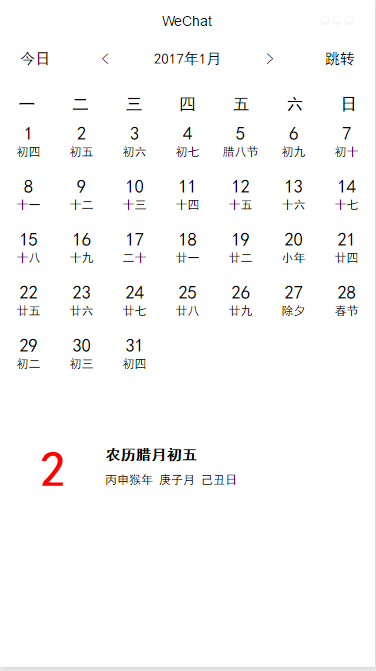 WeChat
今日 < 2017年1月 > 跳转
一 二 三 四 五 六 日
1 2 3 4 5 6 7
初四 初五 初六 初七 腊八节 初九 初十
8 9 10 11 12 13 14
十一 十二 十三 十四 十五 十六 十七
15 16 17 18 19 20 21
十八 十九 二十 廿一 廿二 小年 廿四
22 23 24 25 26 27 28
廿五 廿六 廿七 廿八 廿九 除夕 春节
29 30 31
初二 初三 初四
2 农历腊月初五
丙申猴年 庚子月 己丑日